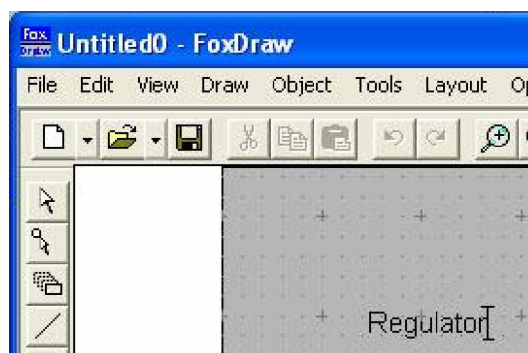 Fox
Draw
Untitled0 - FoxDraw
File Edit View Draw Object Tools Layout
Regulator